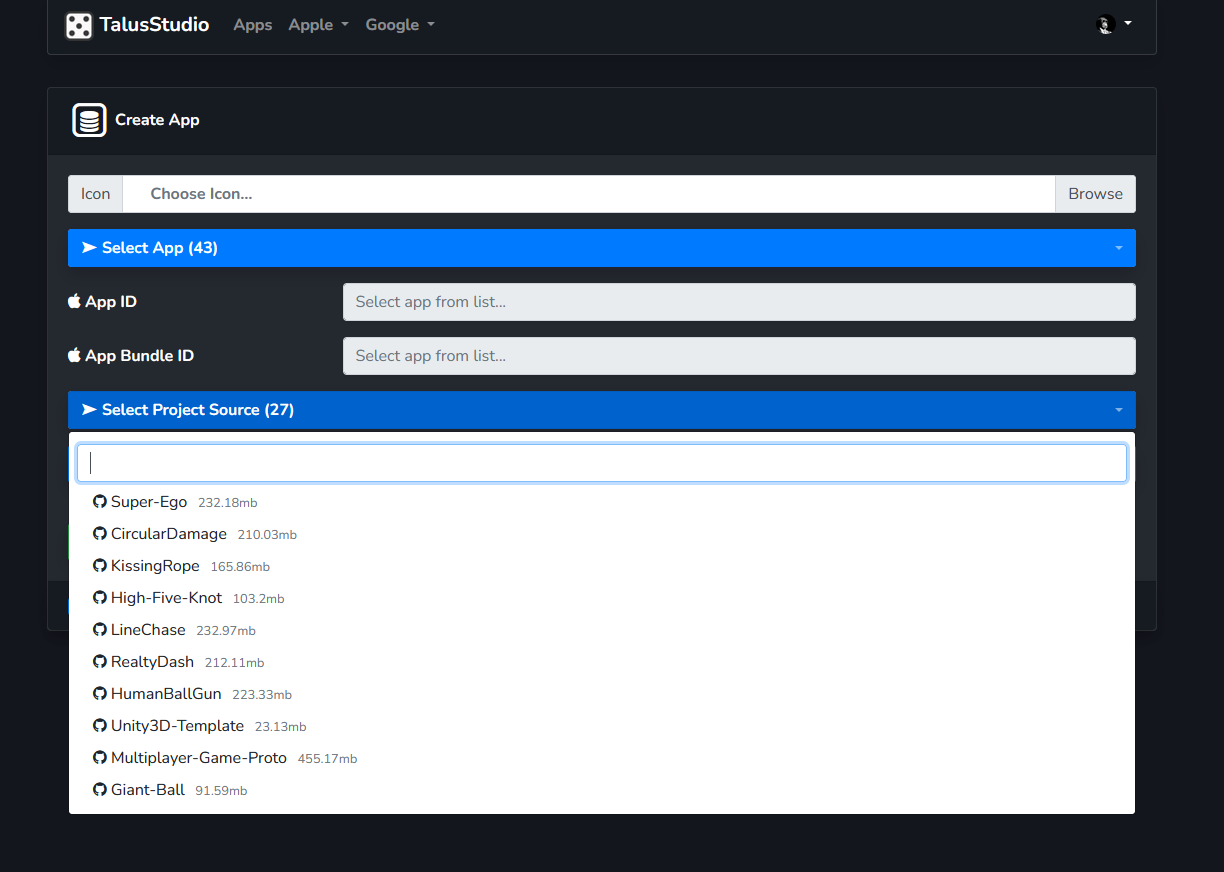 TalusStudio Apps Apple Google
Create App
Icon Choose Icon... Browse
Select App (43)
App ID Select app from list...
App Bundle ID Select app from list...
Select Project Source (27)
Super-Ego 232.18mb
CircularDamage 210.03mb
KissingRope 165.86mb
High-Five-Knot 103.2mb
LineChase 232.97mb
RealtyDash 212.11mb
HumanBallGun 223.33mb
Unity3D-Template 23.13mb
Multiplayer-Game-Proto 455.17mb
Giant-Ball 91.59mb